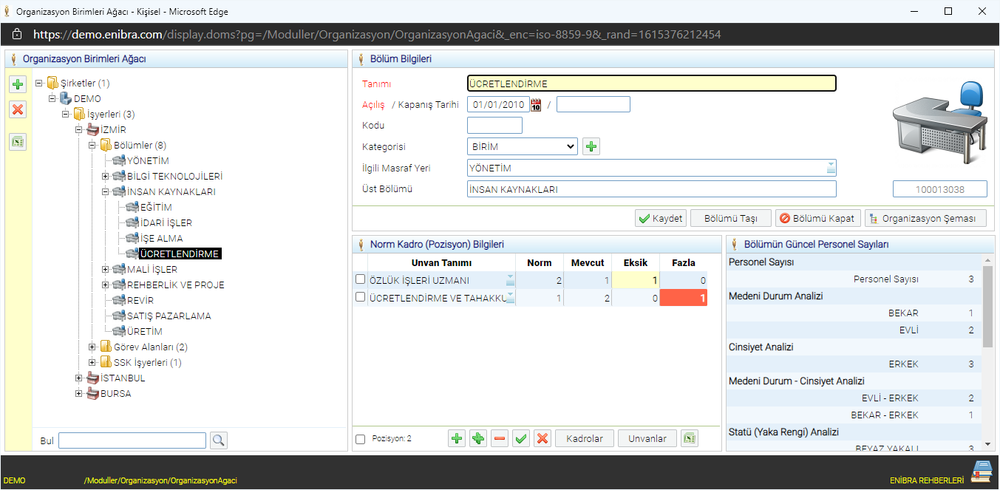 Organizasyon Birimleri Ağacı - Kişisel - Microsoft Edge
https://demo.enibra.com/display.doms?pg=/Moduller/Organizasyon/OrganizasyonAgaci&_enc=iso-8859-9&_rand=1615376212454
Organizasyon Birimleri Ağacı
Şirketler (1)
DEMO
İşyerleri (3)
İZMİR
Bölümler (8)
YÖNETİM
BİLGİ TEKNOLOJİLERİ
İNSAN KAYNAKLARI
EĞİTİM
İDARİ İŞLER
İŞE ALMA
ÜCRETLENDİRME
MALİ İŞLER
REHBERLİK VE PROJE
REVİR
SATIŞ PAZARLAMA
ÜRETİM
Görev Alanları (2)
SSK İşyerleri (1)
İSTANBUL
BURSA
Bul
Bölüm Bilgileri
Tanımı ÜCRETLENDİRME
Açılış / Kapanış Tarihi 01/01/2010 10 /
Kodu
Kategorisi BİRİM
İlgili Masraf Yeri YÖNETİM
Üst Bölümü İNSAN KAYNAKLARI 100013038
Kaydet Bölümü Taşı Bölümü Kapat Organizasyon Şeması
Norm Kadro (Pozisyon) Bilgileri
Unvan Tanımı Norm Mevcut Eksik Fazla
ÖZLÜK İŞLERİ UZMANI 2 1 1 0
ÜCRETLENDİRME VE TAHAKKU 1 2 0 1
Pozisyon: 2 Kadrolar Unvanlar
Bölümün Güncel Personel Sayıları
Personel Sayısı
Personel Sayısı 3
Medeni Durum Analizi
BEKAR 1
EVLİ 2
Cinsiyet Analizi
ERKEK 3
Medeni Durum - Cinsiyet Analizi
EVLİ - ERKEK 2
BEKAR - ERKEK 1
Statü (Yaka Rengi) Analizi
BEYAZ YAKALI 3
DEMO /Moduller/Organizasyon/OrganizasyonAgaci ENİBRA REHBERLERİ